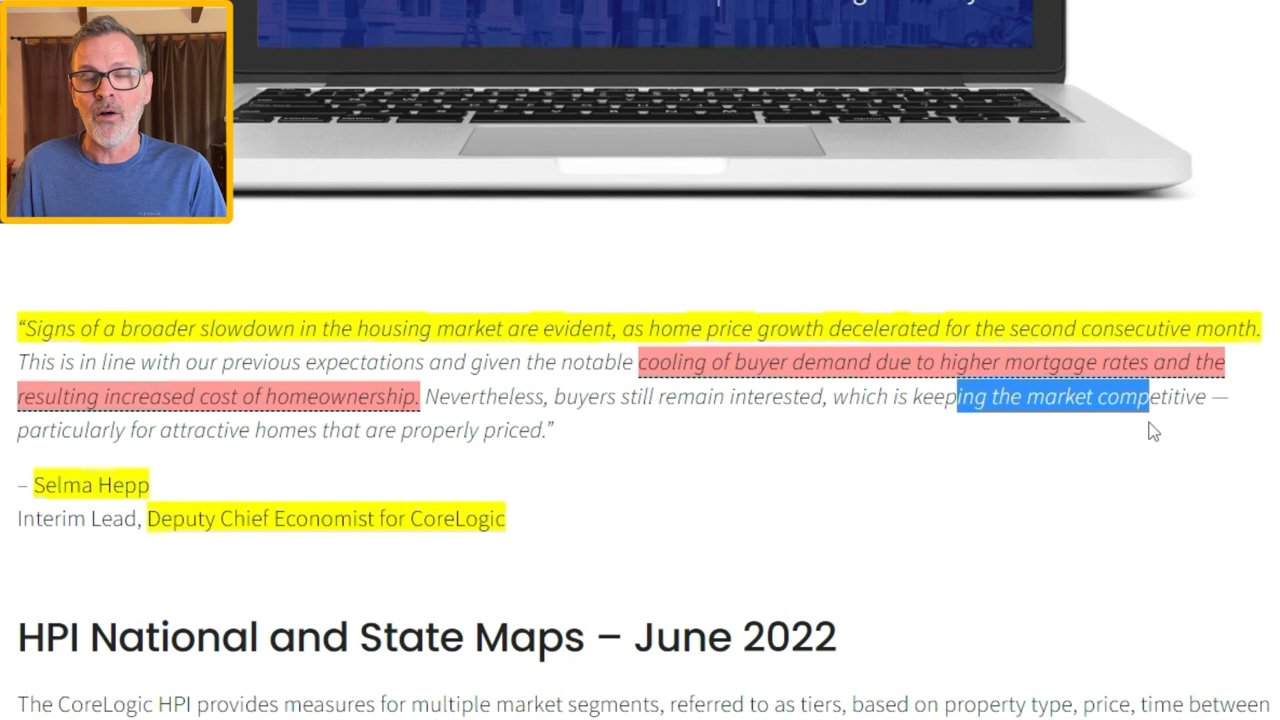 “Signs of a broader slowdown in the housing market are evident, as home price growth decelerated for the second consecutive month.
This is in line with our previous expectations and given the notable cooling of buyer demand due to higher mortgage rates and the
resulting increased cost of homeownership. Nevertheless, buyers still remain interested, which is keeping the market competitive —
particularly for attractive homes that are properly priced.”
– Selma Hepp
Interim Lead, Deputy Chief Economist for CoreLogic
HPI National and State Maps – June 2022
The CoreLogic HPI provides measures for multiple market segments, referred to as tiers, based on property type, price, time between